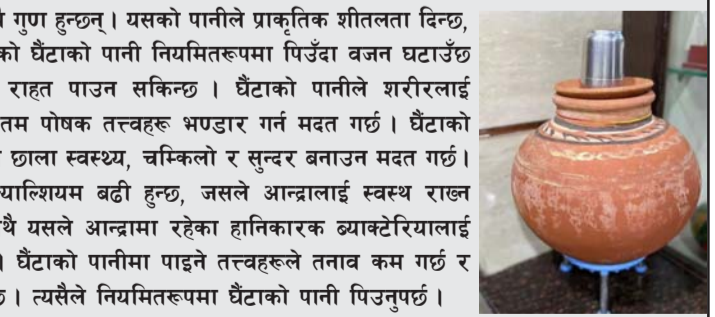 गुण हुन्छन् । यसको पानीले प्राकृतिक शीतलता दिन्छ,
को घैंटाको पानी नियमितरूपमा पिउँदा वजन घटाउँछ
राहत पाउन सकिन्छ । घैंटाको पानीले शरीरलाई
तम पोषक तत्त्वहरू भण्डार गर्न मदत गर्छ । घैंटाको
छाला स्वस्थ्य, चम्किलो र सुन्दर बनाउन मदत गर्छ ।
याल्शियम बढी हुन्छ, जसले आन्द्रालाई स्वस्थ राख्न
थै यसले आन्द्रामा रहेका हानिकारक ब्याक्टेरियालाई
। घैंटाको पानीमा पाइने तत्त्वहरूले तनाव कम गर्छ र
। त्यसैले नियमितरूपमा घैंटाको पानी पिउनुपर्छ ।